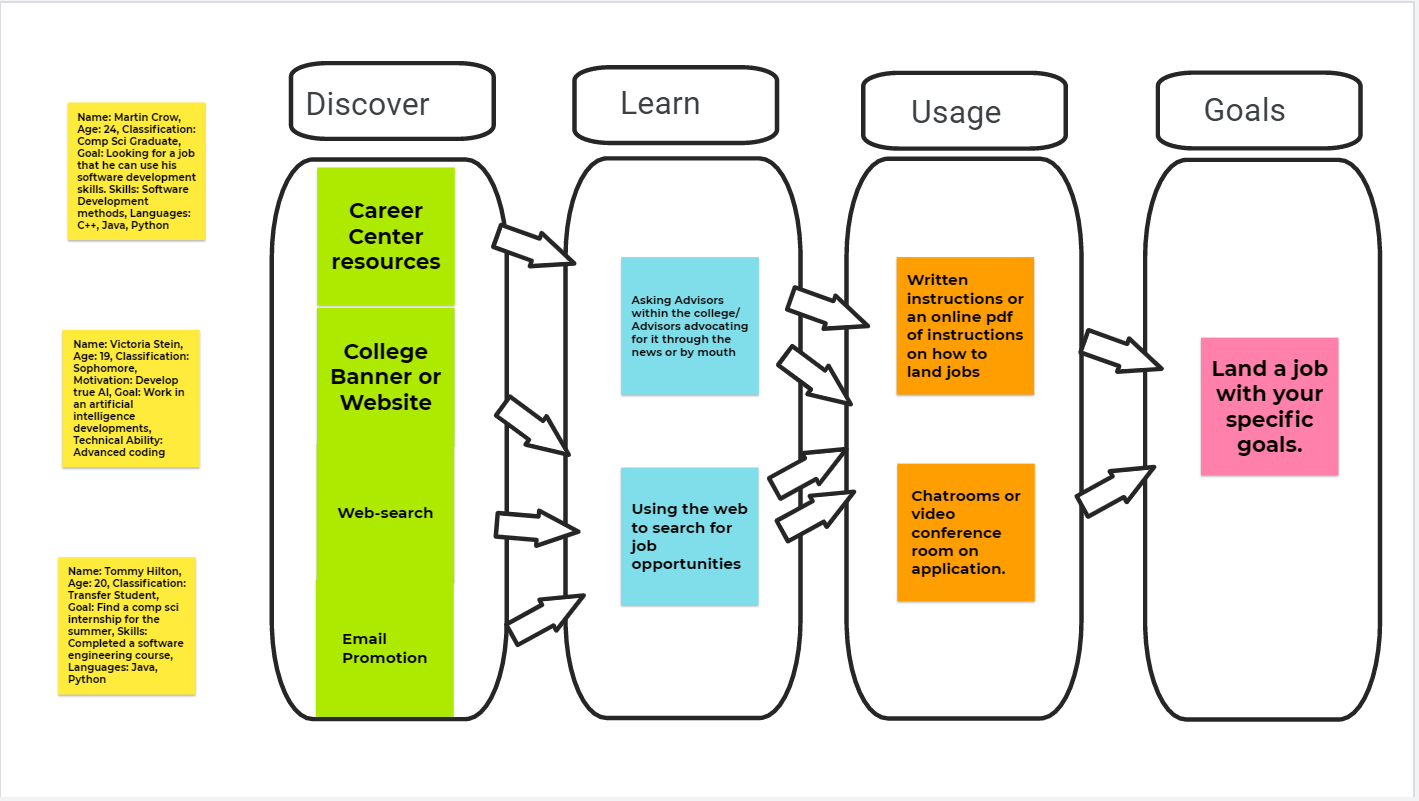 Discover
Learn
Usage
Goals
Name: Martin Crow,
Age: 24, Classification:
Comp Sci Graduate,
Goal: Looking for a job
that he can use his
software development
skills. Skills: Software
Development
methods, Languages:
C++, Java, Python
Name: Victoria Stein,
Age: 19, Classification:
Sophomore,
Motivation: Develop
true AI, Goal: Work in
an artificial
intelligence
developments,
Technical Ability:
Advanced coding
Name: Tommy Hilton,
Age: 20, Classification:
Transfer Student,
Goal: Find a comp sci
internship for the
summer, Skills:
Completed a software
engineering course,
Languages: Java,
Python
Career
Center
resources
College
Banner or
Website
Web-search
Email
Promotion
Asking Advisors
within the college/
Advisors advocating
for it through the
news or by mouth
Using the web
to search for
job
opportunities
Written
instructions or
an online pdf
of instructions
on how to
land jobs
Chatrooms or
video
conference
room on
application.
Land a job
with your
specific
goals.